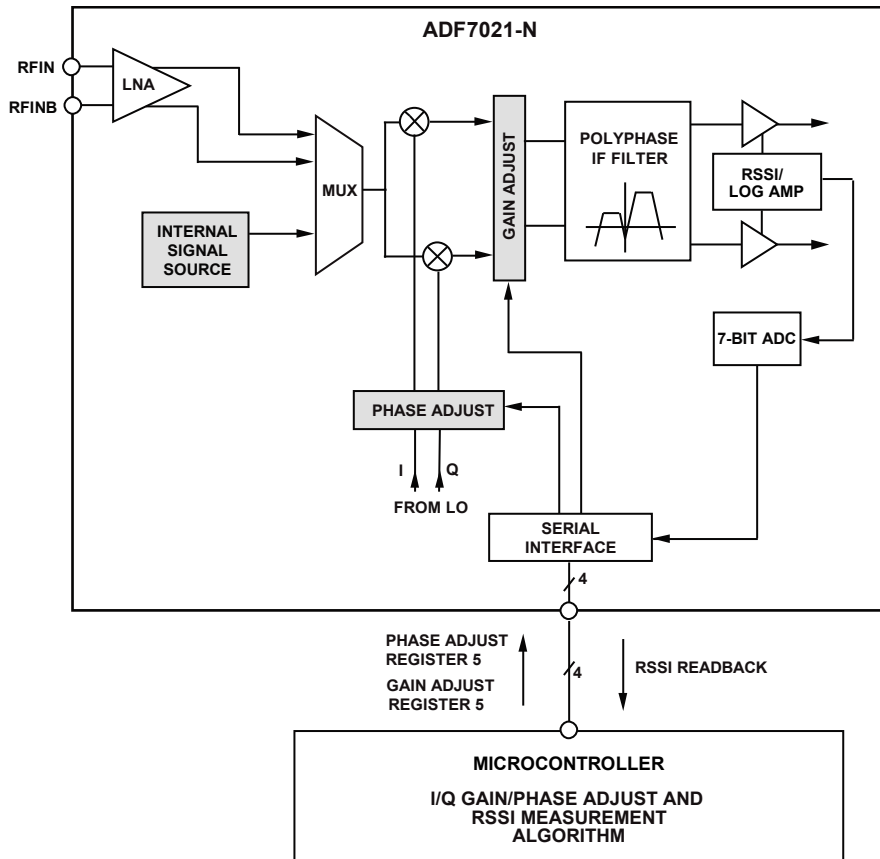 ADF7021-N
RFIN
RFINB
LNA
MUX
INTERNAL
SIGNAL
SOURCE
GAIN ADJUST
POLYPHASE
IF FILTER
RSSI/
LOG AMP
7-BIT ADC
PHASE ADJUST
I
Q
FROM LO
SERIAL
INTERFACE
4
PHASE ADJUST
REGISTER 5
GAIN ADJUST
REGISTER 5
4
RSSI READBACK
MICROCONTROLLER
I/Q GAIN/PHASE ADJUST AND
RSSI MEASUREMENT
ALGORITHM